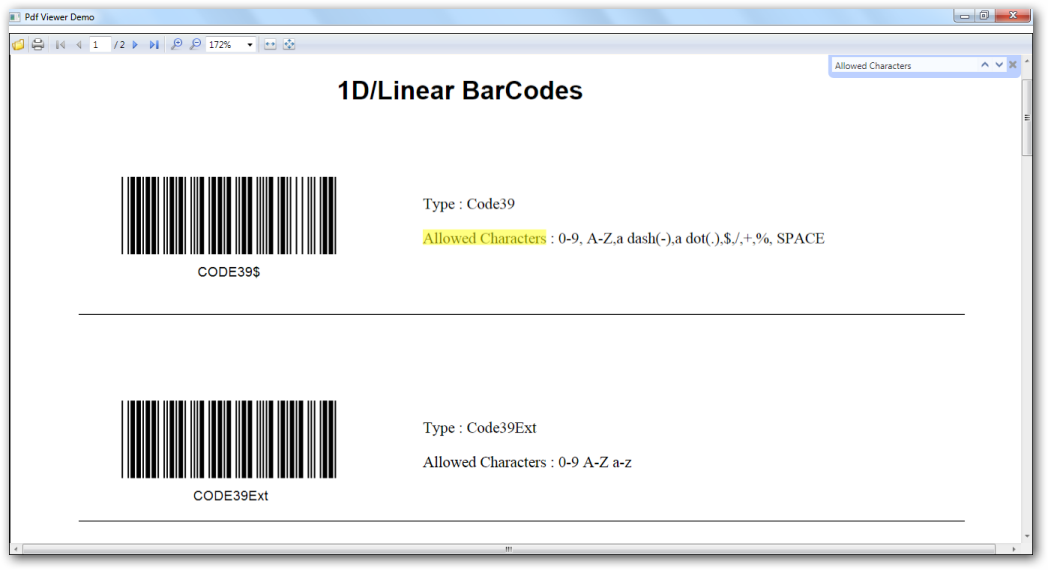 Pdf Viewer Demo
1 / 2 172%
Allowed Characters
1D/Linear BarCodes
Type : Code39
Allowed Characters : 0-9, A-Z,a dash(-),a dot(.),$,/,+,%, SPACE
CODE39$
Type : Code39Ext
Allowed Characters : 0-9 A-Z a-z
CODE39Ext